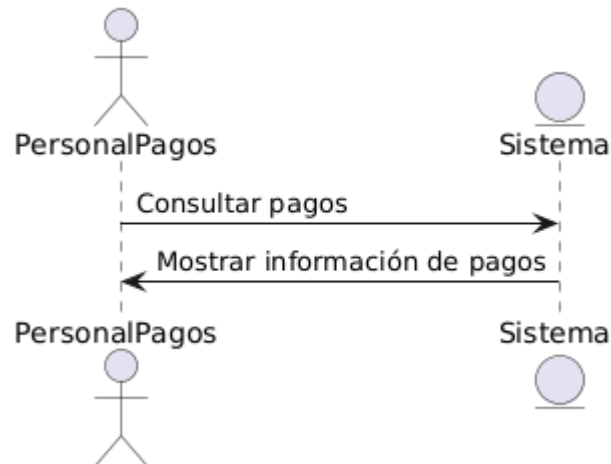 PersonalPagos
Sistema
Consultar pagos
Mostrar información de pagos
PersonalPagos
Sistema